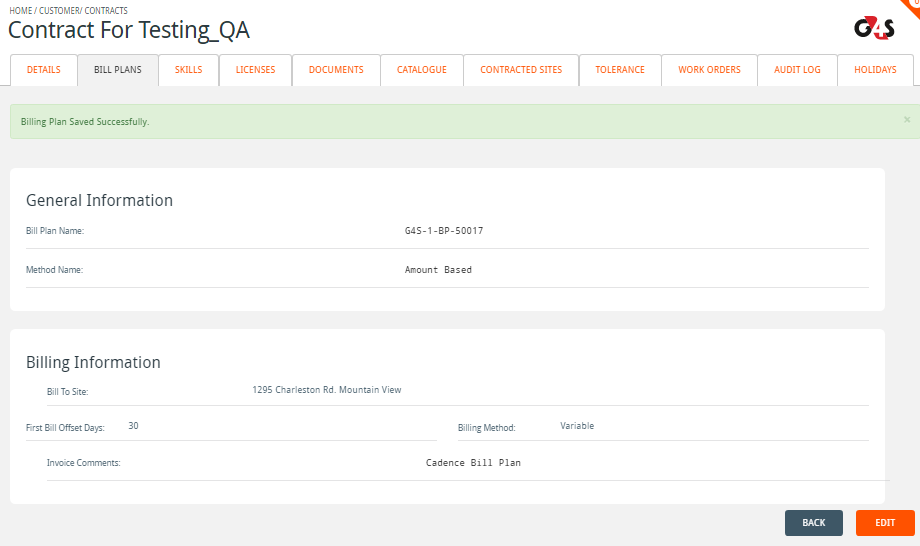 HOME / CUSTOMER/ CONTRACTS
Contract For Testing_QA
G4S
DETAILS BILL PLANS SKILLS LICENSES DOCUMENTS CATALOGUE CONTRACTED SITES TOLERANCE WORK ORDERS AUDIT LOG HOLIDAYS
Billing Plan Saved Successfully. ×
General Information
Bill Plan Name: G4S-1-BP-50017
Method Name: Amount Based
Billing Information
Bill To Site: 1295 Charleston Rd. Mountain View
First Bill Offset Days: 30 Billing Method: Variable
Invoice Comments: Cadence Bill Plan
BACK EDIT